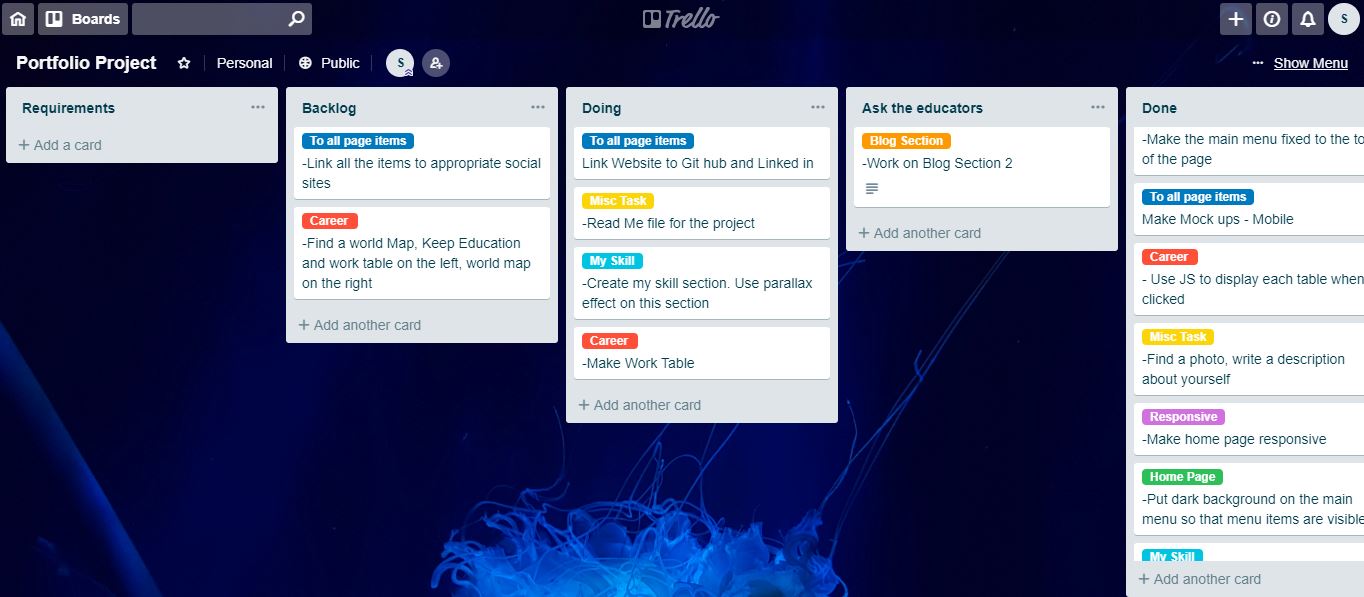 Boards
Trello
S
Portfolio Project
Personal
Public
S
Show Menu
Requirements
+ Add a card
Backlog
To all page items
-Link all the items to appropriate social
sites
Career
-Find a world Map, Keep Education
and work table on the left, world map
on the right
+ Add another card
Doing
To all page items
Link Website to Git hub and Linked in
Misc Task
-Read Me file for the project
My Skill
-Create my skill section. Use parallax
effect on this section
Career
-Make Work Table
+ Add another card
Ask the educators
Blog Section
-Work on Blog Section 2
+ Add another card
Done
-Make the main menu fixed to the to
of the page
To all page items
Make Mock ups - Mobile
Career
- Use JS to display each table when
clicked
Misc Task
-Find a photo, write a description
about yourself
Responsive
-Make home page responsive
Home Page
-Put dark background on the main
menu so that menu items are visible
My Skill
+ Add another card